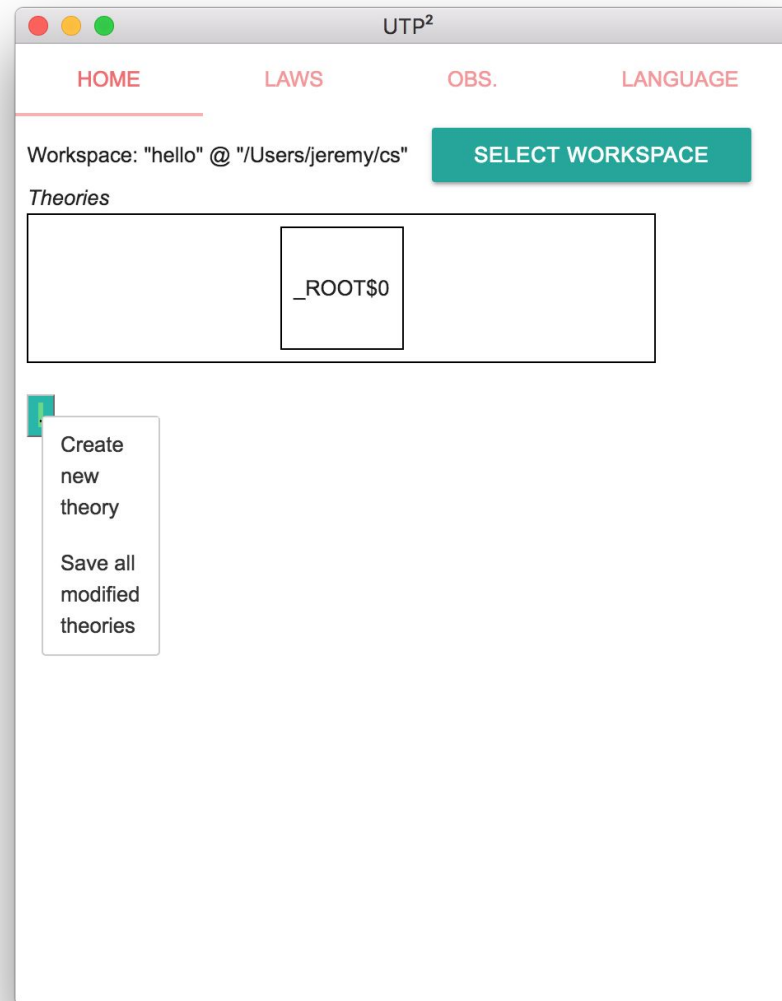 UTP²
HOME LAWS OBS. LANGUAGE
Workspace: "hello" @ "/Users/jeremy/cs" SELECT WORKSPACE
Theories
_ROOT$0
Create
new
theory
Save all
modified
theories